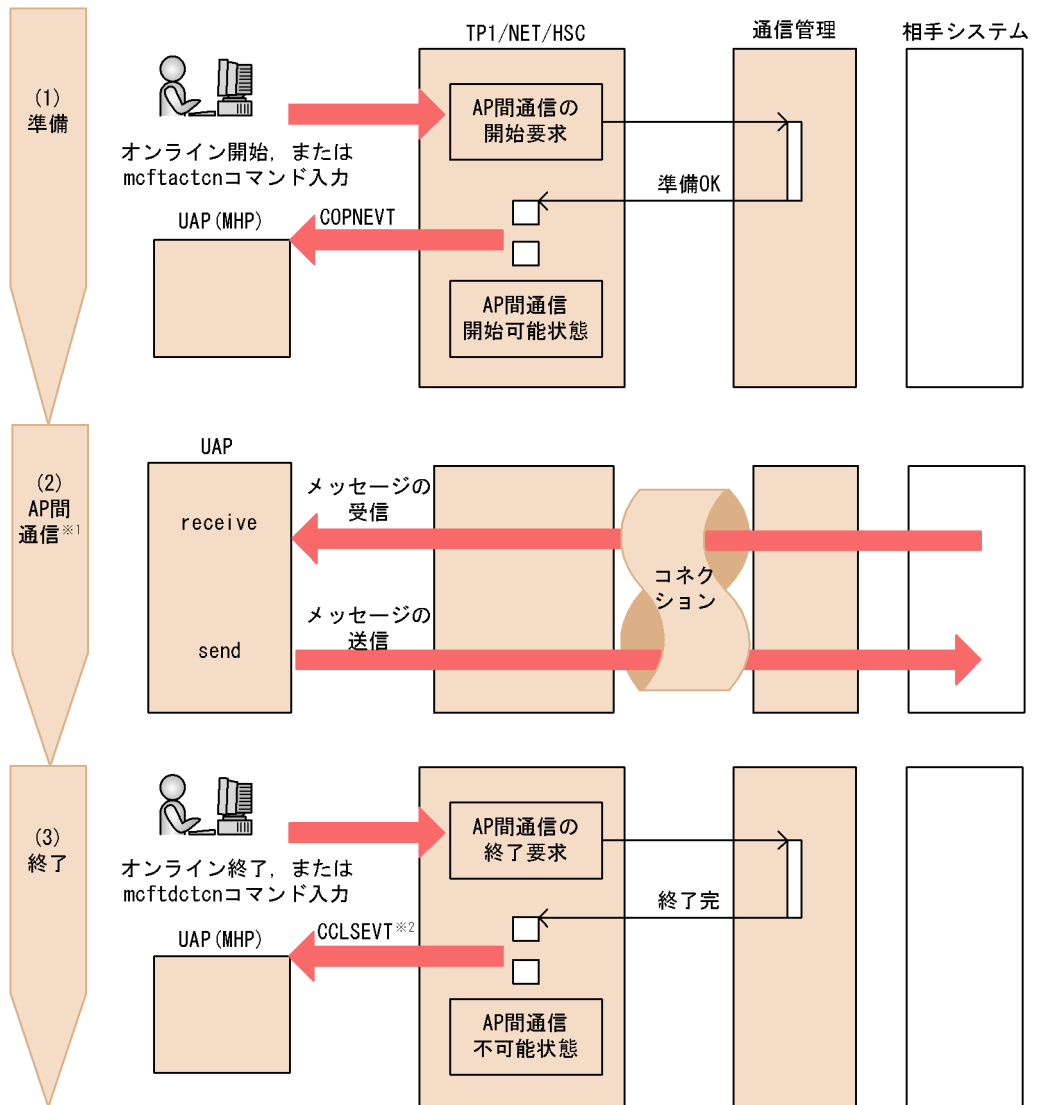 TP1/NET/HSC
通信管理
相手システム
(1)
準備
オンライン開始，または
mcftactcnコマンド入力
AP間通信の
開始要求
準備OK
UAP(MHP)
COPNEVT
AP間通信
開始可能状態
(2)
AP間
通信※1
UAP
receive
メッセージの
受信
コネク
ション
send
メッセージの
送信
(3)
終了
オンライン終了，または
mcftdctcnコマンド入力
AP間通信の
終了要求
終了完
UAP(MHP)
CCLSEVT※2
AP間通信
不可能状態